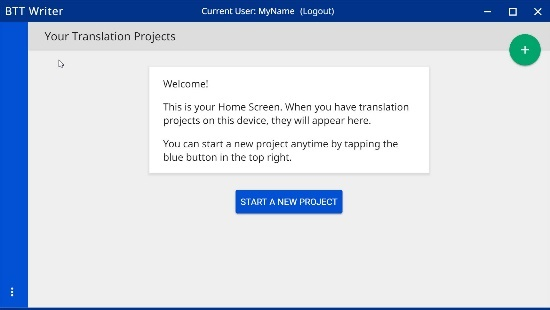 BTT Writer
Current User: MyName (Logout)
Your Translation Projects
+
Welcome!
This is your Home Screen. When you have translation
projects on this device, they will appear here.
You can start a new project anytime by tapping the
blue button in the top right.
START A NEW PROJECT